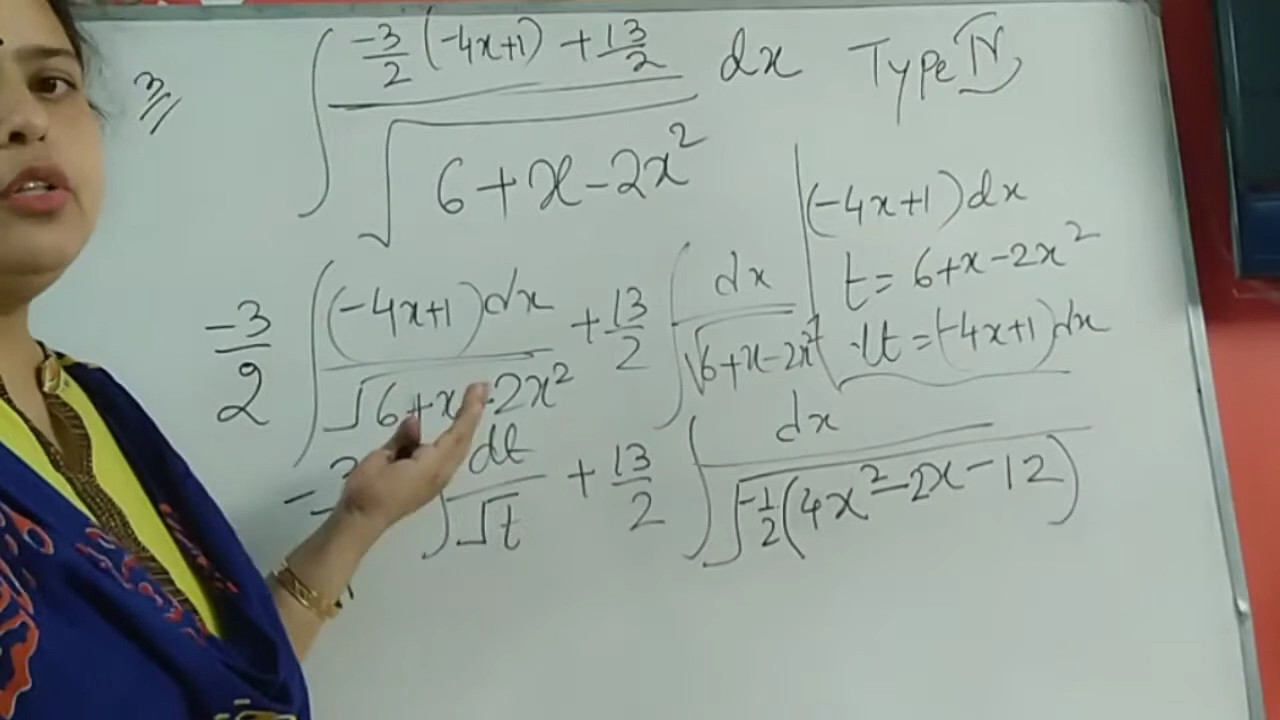 3// ∫ -3/2 (-4x+1) + 13/2 / √(6+x-2x²) dx Type IV
(-4x+1)dx
t = 6+x-2x²
dt = (-4x+1)dx
-3/2 ∫ (-4x+1)dx / √(6+x-2x²) + 13/2 ∫ dx / √(6+x-2x²)
- ∫ dt / √t + 13/2 ∫ dx / √(-1/2 (4x²-2x-12))